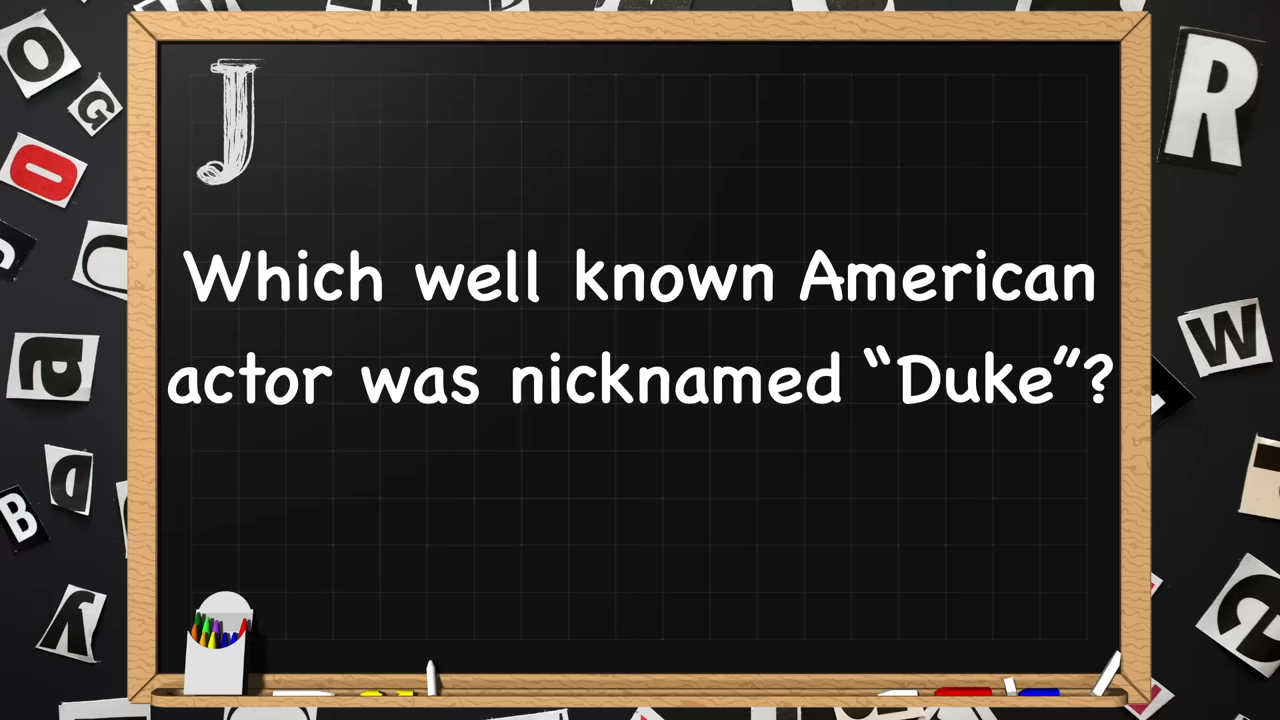 J
Which well known American
actor was nicknamed “Duke”?
O
G
O
a
D
B
y
R
W